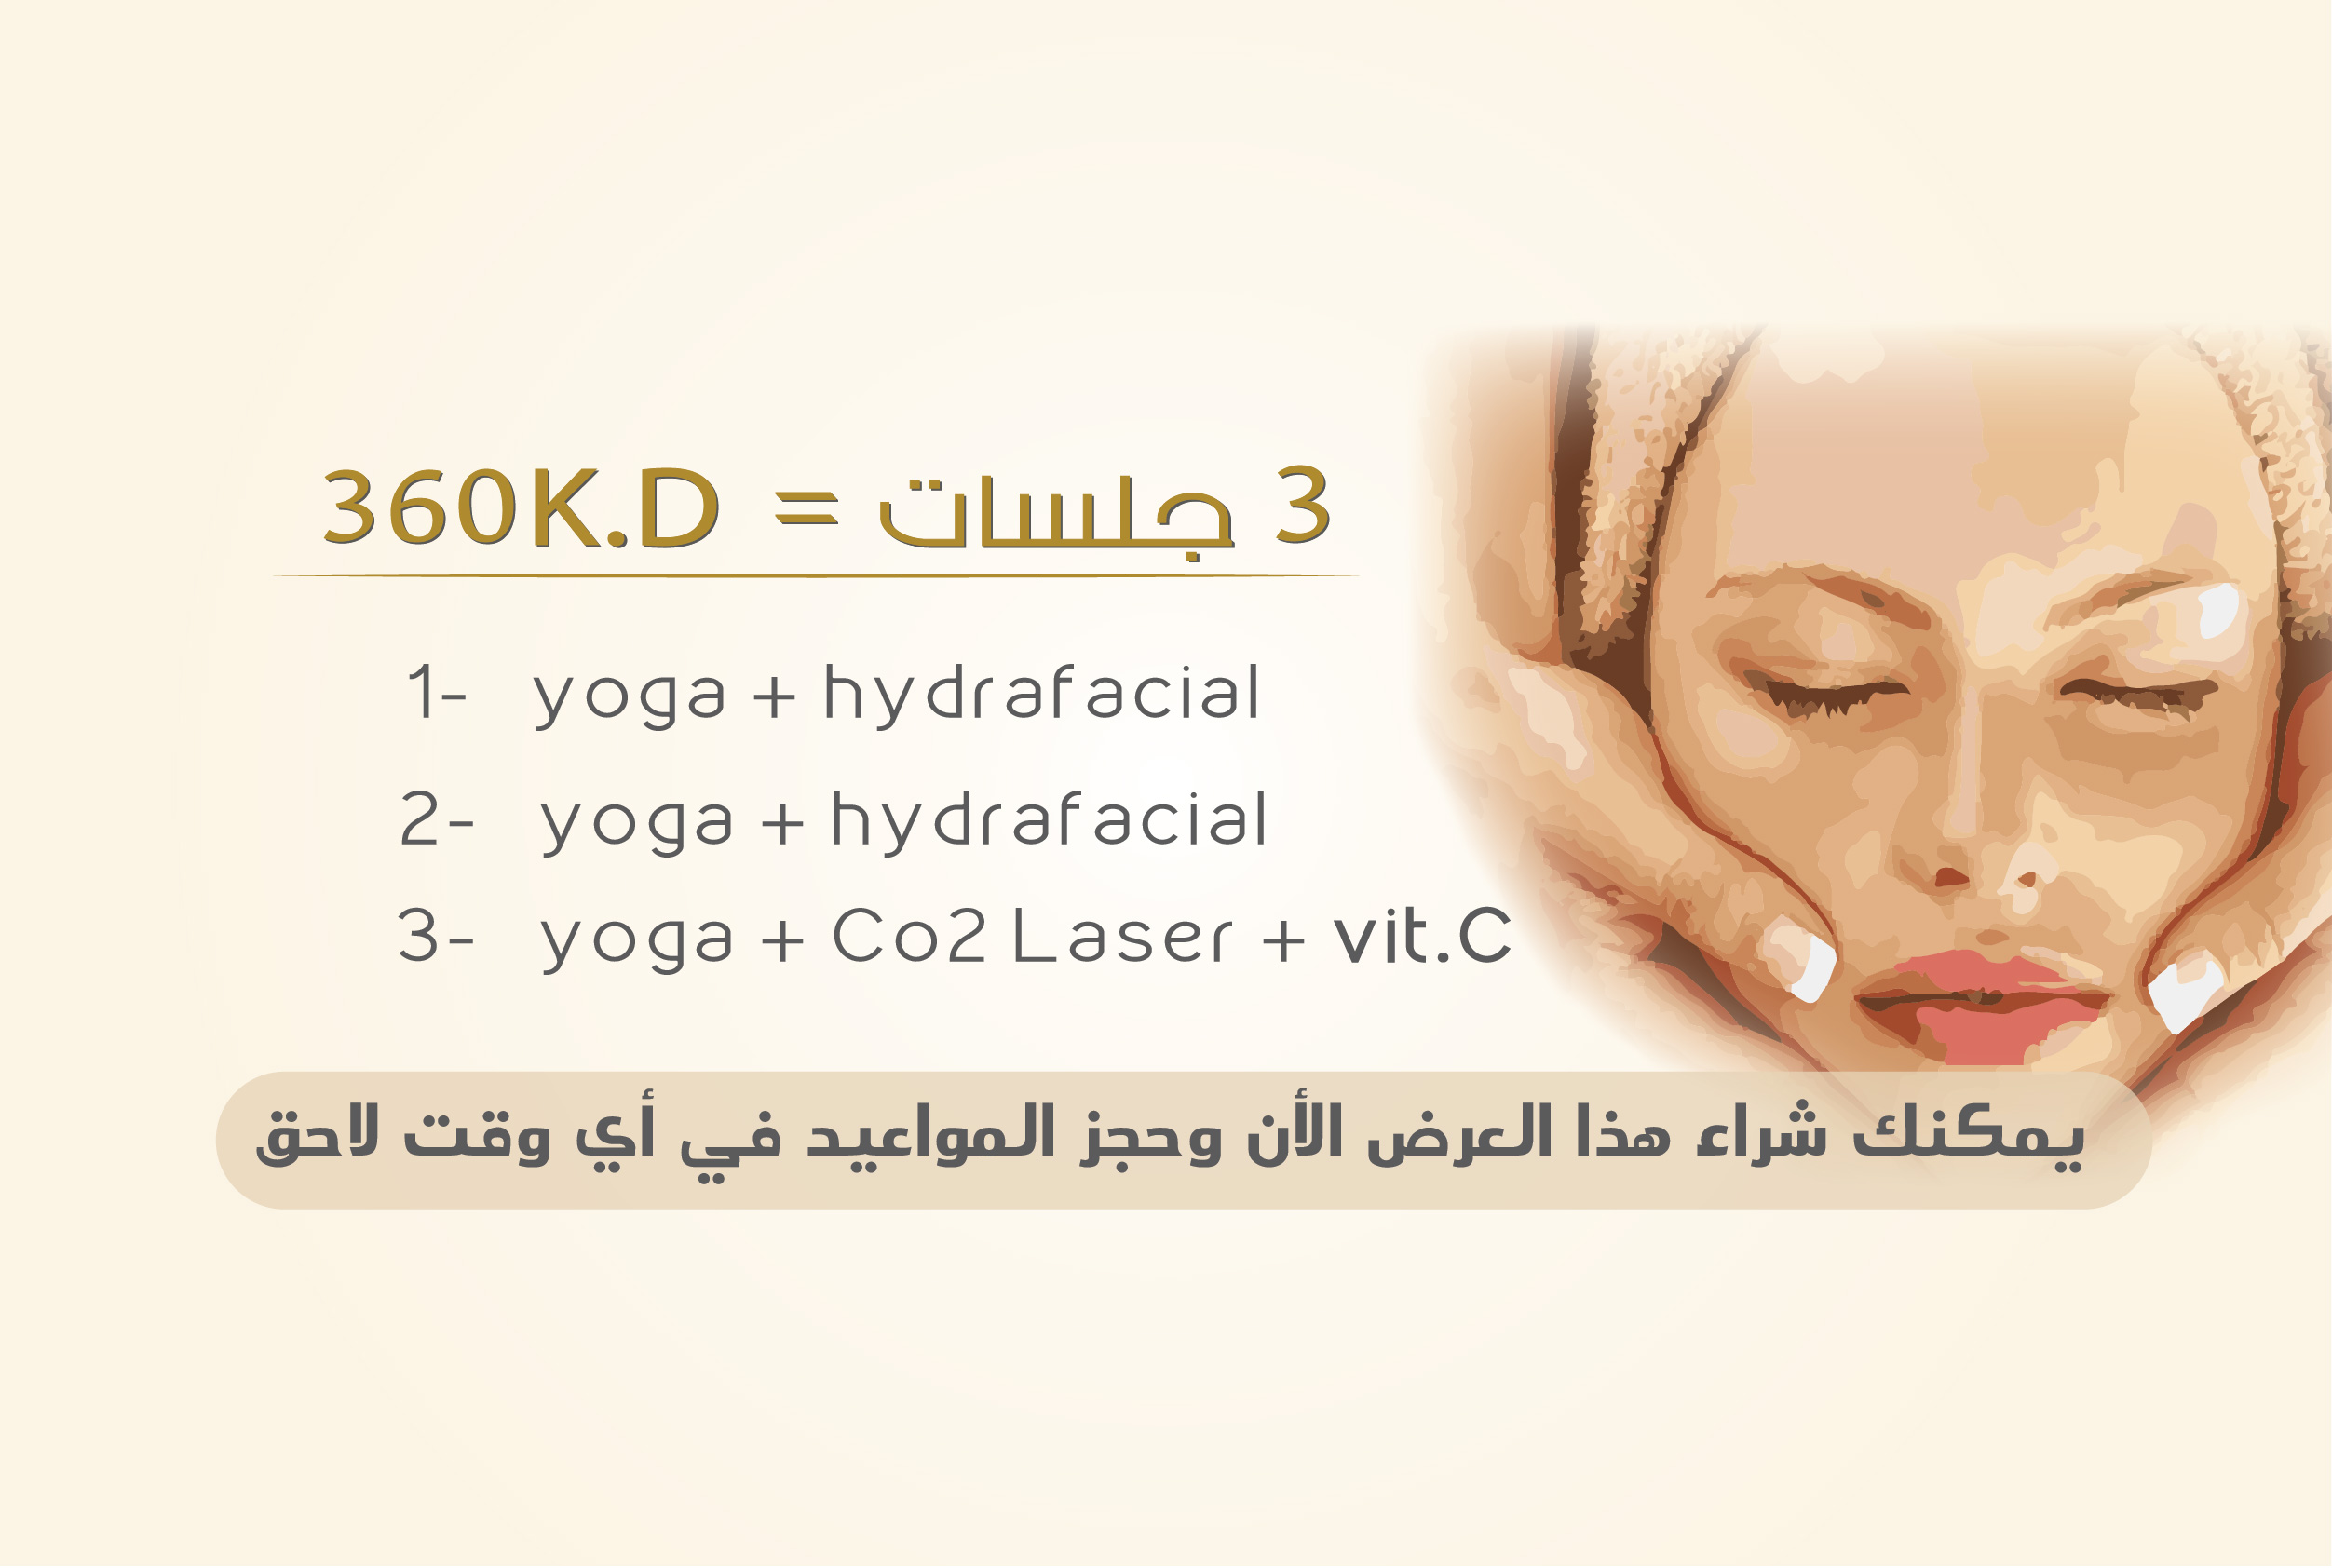 3 جلسات = 360K.D
1- yoga + hydrafacial
2- yoga + hydrafacial
3- yoga + Co2 Laser + vit.C
يمكنك شراء هذا العرض الأن وحجز المواعيد في أي وقت لاحق